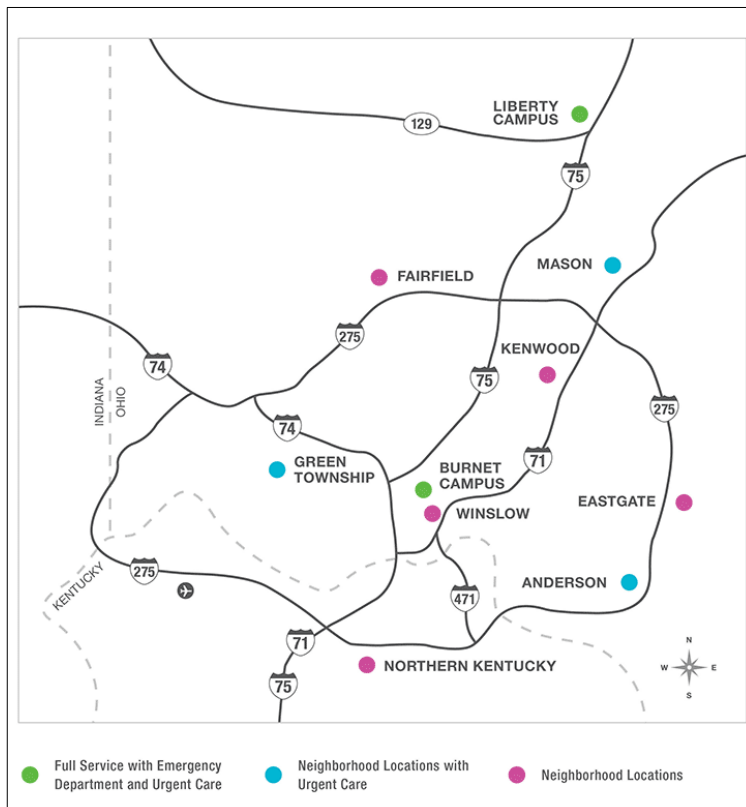 LIBERTY
CAMPUS
129
75
MASON
FAIRFIELD
275
KENWOOD
74
75
INDIANA
OHIO
275
74
71
GREEN
TOWNSHIP
BURNET
CAMPUS
WINSLOW
EASTGATE
KENTUCKY
275
ANDERSON
471
71
N
W E
S
NORTHERN KENTUCKY
75
Full Service with Emergency
Department and Urgent Care
Neighborhood Locations with
Urgent Care
Neighborhood Locations